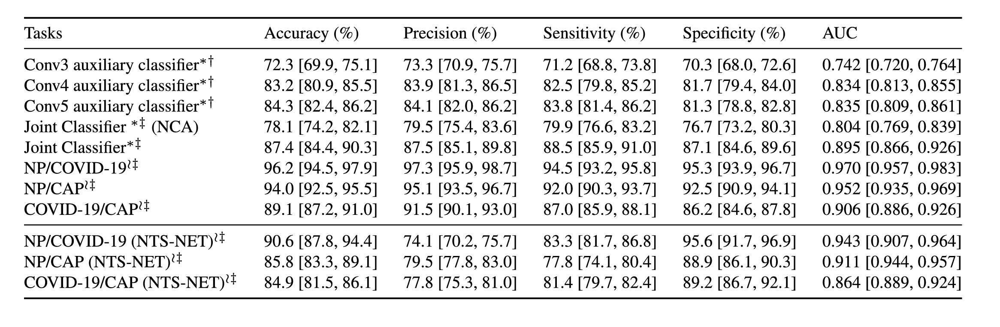 Tasks Accuracy (%) Precision (%) Sensitivity (%) Specificity (%) AUC
Conv3 auxiliary classifier*† 72.3 [69.9, 75.1] 73.3 [70.9, 75.7] 71.2 [68.8, 73.8] 70.3 [68.0, 72.6] 0.742 [0.720, 0.764]
Conv4 auxiliary classifier*† 83.2 [80.9, 85.5] 83.9 [81.3, 86.5] 82.5 [79.8, 85.2] 81.7 [79.4, 84.0] 0.834 [0.813, 0.855]
Conv5 auxiliary classifier*† 84.3 [82.4, 86.2] 84.1 [82.0, 86.2] 83.8 [81.4, 86.2] 81.3 [78.8, 82.8] 0.835 [0.809, 0.861]
Joint Classifier *‡ (NCA) 78.1 [74.2, 82.1] 79.5 [75.4, 83.6] 79.9 [76.6, 83.2] 76.7 [73.2, 80.3] 0.804 [0.769, 0.839]
Joint Classifier*‡ 87.4 [84.4, 90.3] 87.5 [85.1, 89.8] 88.5 [85.9, 91.0] 87.1 [84.6, 89.6] 0.895 [0.866, 0.926]
NP/COVID-19≀‡ 96.2 [94.5, 97.9] 97.3 [95.9, 98.7] 94.5 [93.2, 95.8] 95.3 [93.9, 96.7] 0.970 [0.957, 0.983]
NP/CAP≀‡ 94.0 [92.5, 95.5] 95.1 [93.5, 96.7] 92.0 [90.3, 93.7] 92.5 [90.9, 94.1] 0.952 [0.935, 0.969]
COVID-19/CAP≀‡ 89.1 [87.2, 91.0] 91.5 [90.1, 93.0] 87.0 [85.9, 88.1] 86.2 [84.6, 87.8] 0.906 [0.886, 0.926]
NP/COVID-19 (NTS-NET)≀‡ 90.6 [87.8, 94.4] 74.1 [70.2, 75.7] 83.3 [81.7, 86.8] 95.6 [91.7, 96.9] 0.943 [0.907, 0.964]
NP/CAP (NTS-NET)≀‡ 85.8 [83.3, 89.1] 79.5 [77.8, 83.0] 77.8 [74.1, 80.4] 88.9 [86.1, 90.3] 0.911 [0.944, 0.957]
COVID-19/CAP (NTS-NET)≀‡ 84.9 [81.5, 86.1] 77.8 [75.3, 81.0] 81.4 [79.7, 82.4] 89.2 [86.7, 92.1] 0.864 [0.889, 0.924]